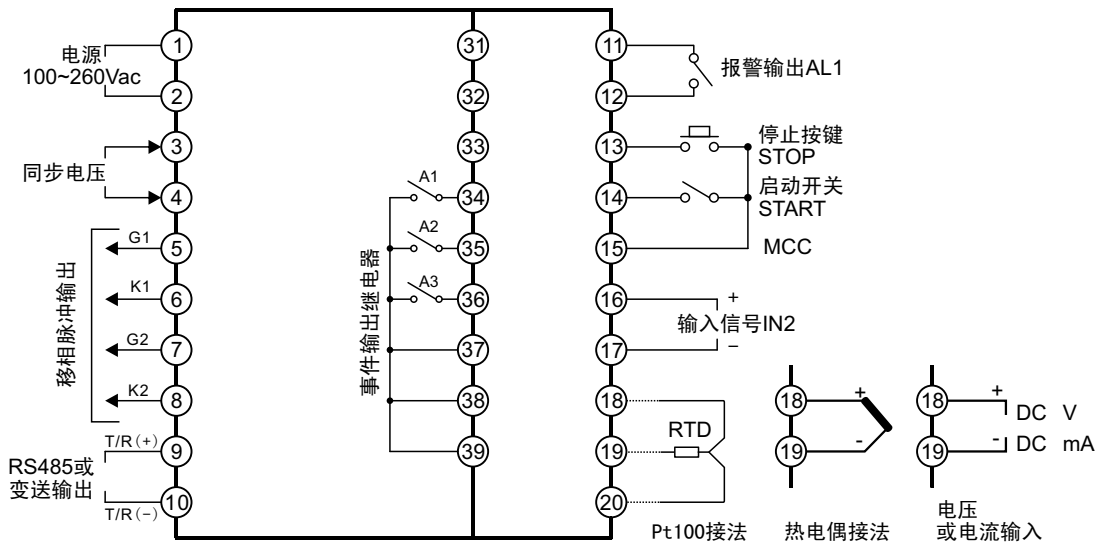 电源
100~260Vac
同步电压
移相脉冲输出
G1
K1
G2
K2
T/R(+)
RS485或
变送输出
T/R(-)
1
2
3
4
5
6
7
8
9
10
事件输出继电器
A1
A2
A3
31
32
33
34
35
36
37
38
39
11
12
13
14
15
16
17
18
19
20
报警输出AL1
停止按键
STOP
启动开关
START
MCC
+
输入信号IN2
−
RTD
Pt100接法
18
19
+
-
热电偶接法
18
19
+
DC V
-
DC mA
电压
或电流输入